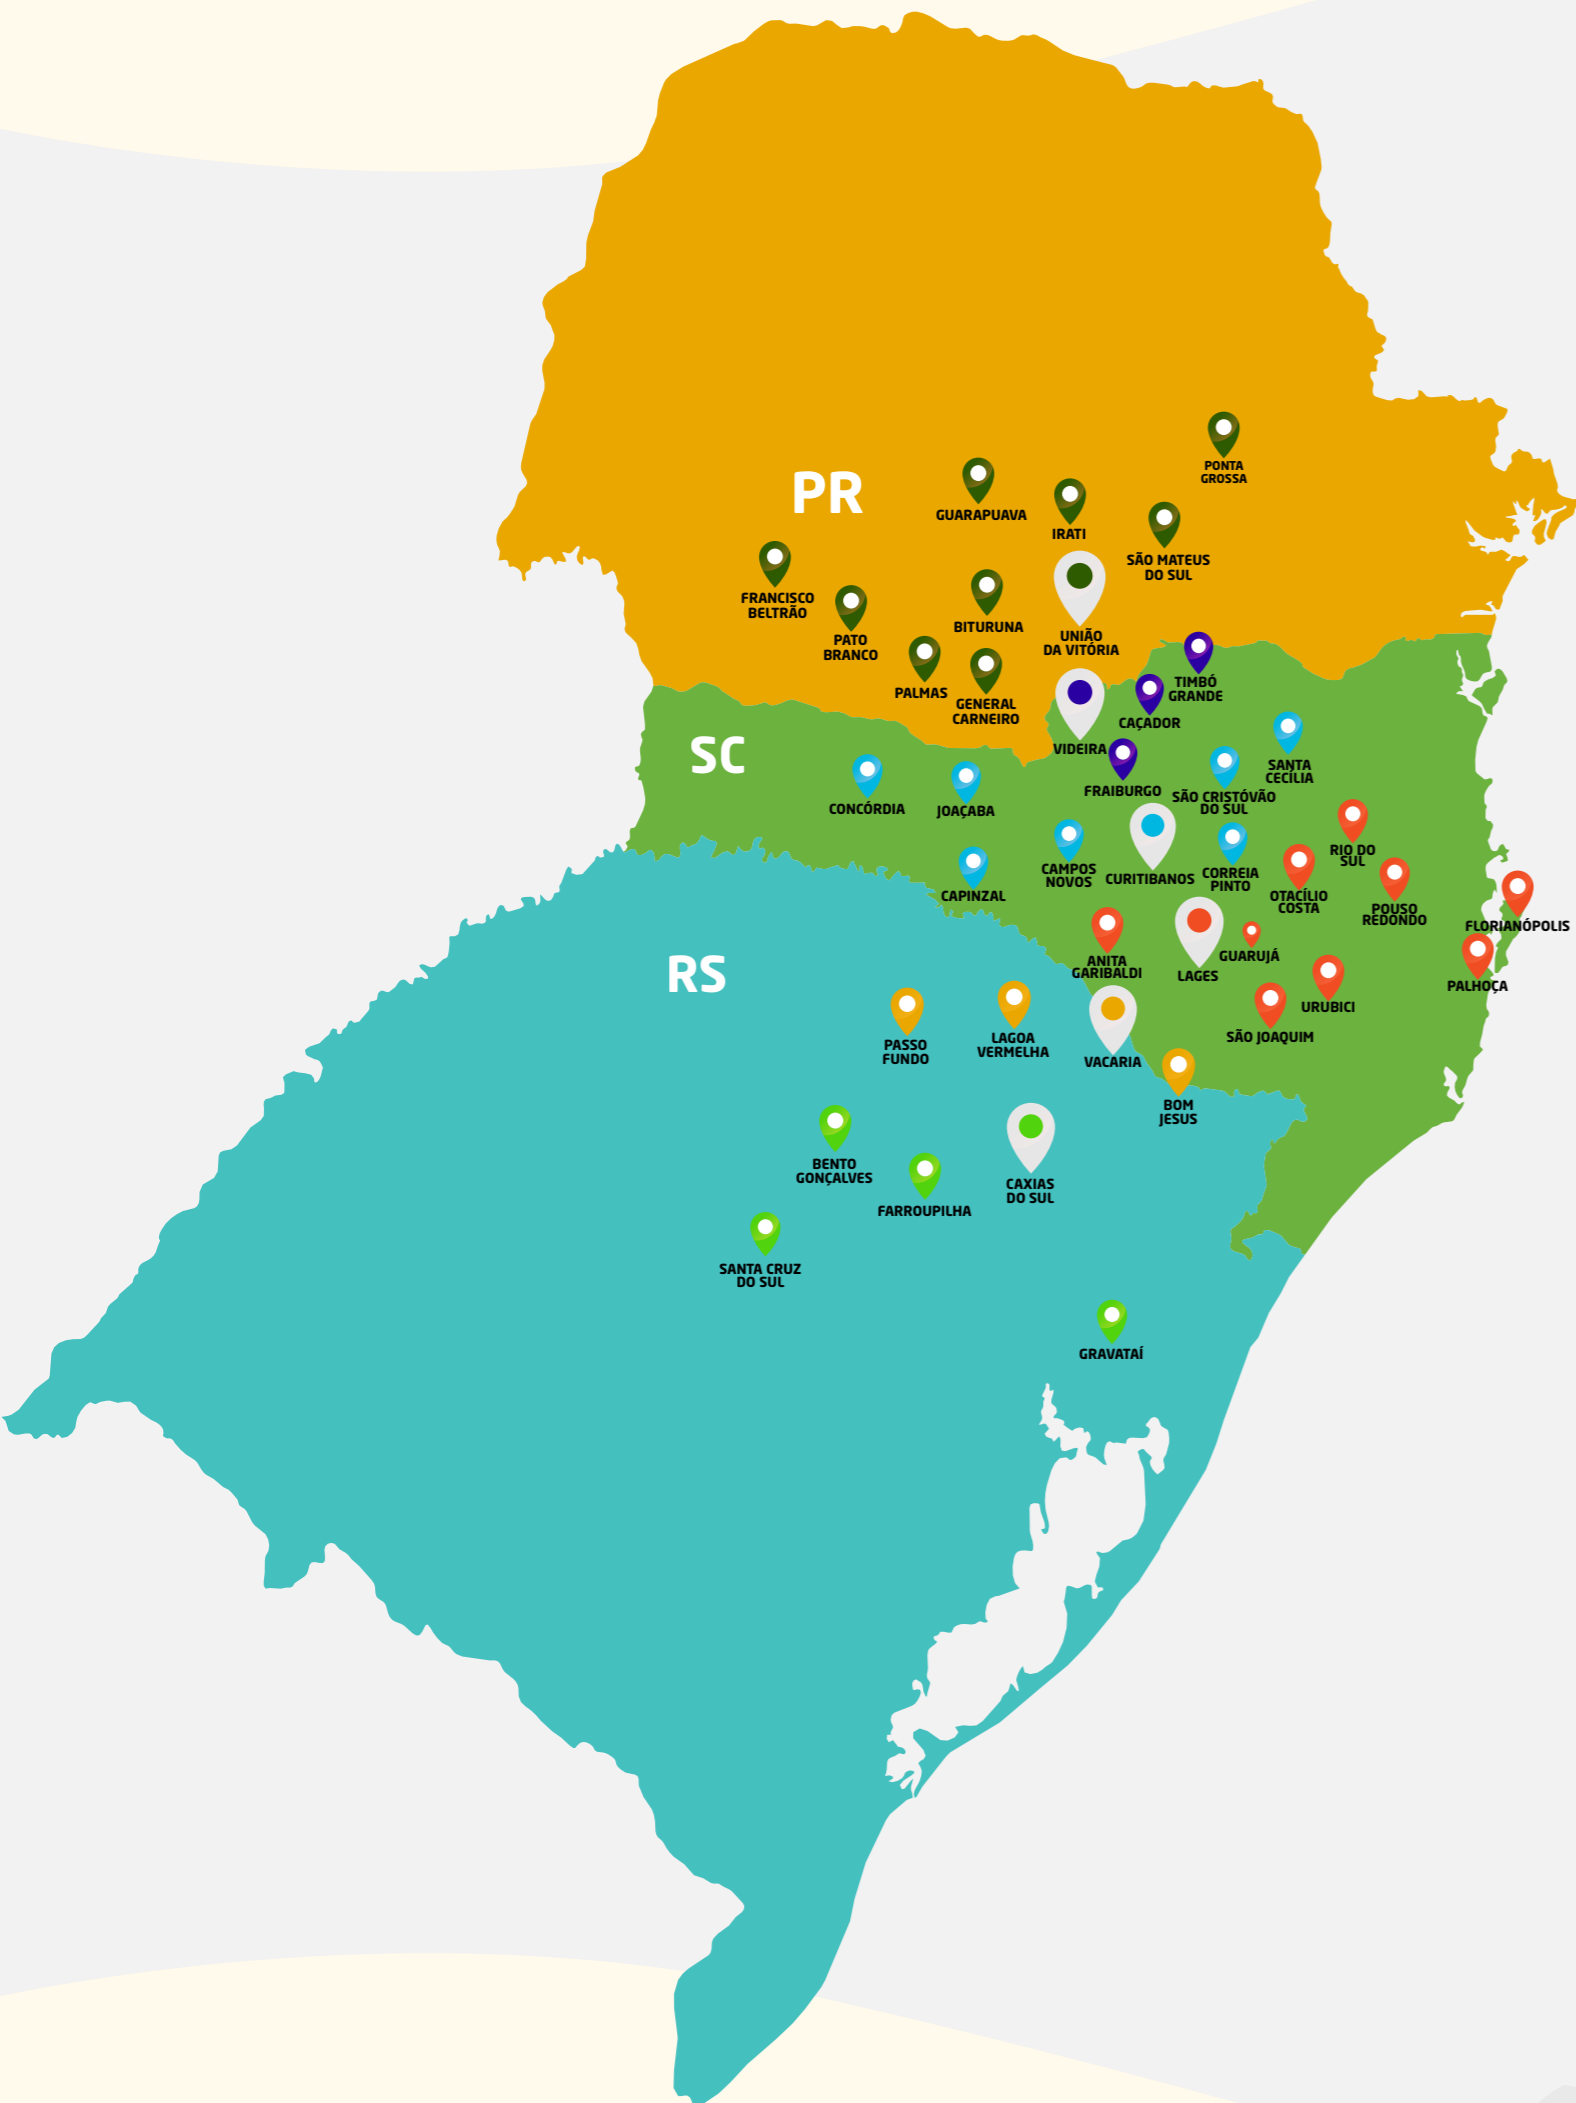 PONTA
GROSSA
PR
GUARAPUAVA
IRATI
SÃO MATEUS
DO SUL
FRANCISCO
BELTRÃO
BITURUNA
UNIÃO
DA VITÓRIA
PATO
BRANCO
PALMAS
GENERAL
CARNEIRO
TIMBÓ
GRANDE
CAÇADOR
SC
VIDEIRA
SANTA
CECÍLIA
FRAIBURGO
SÃO CRISTÓVÃO
DO SUL
CONCÓRDIA
JOAÇABA
RIO DO
SUL
CAMPOS
NOVOS
CURITIBANOS
CORREIA
PINTO
CAPINZAL
OTACÍLIO
COSTA
POUSO
REDONDO
FLORIANÓPOLIS
RS
ANITA
GARIBALDI
LAGES
GUARUJÁ
PALHOÇA
URUBICI
SÃO JOAQUIM
PASSO
FUNDO
LAGOA
VERMELHA
VACARIA
BOM
JESUS
BENTO
GONÇALVES
CAXIAS
DO SUL
FARROUPILHA
SANTA CRUZ
DO SUL
GRAVATAÍ